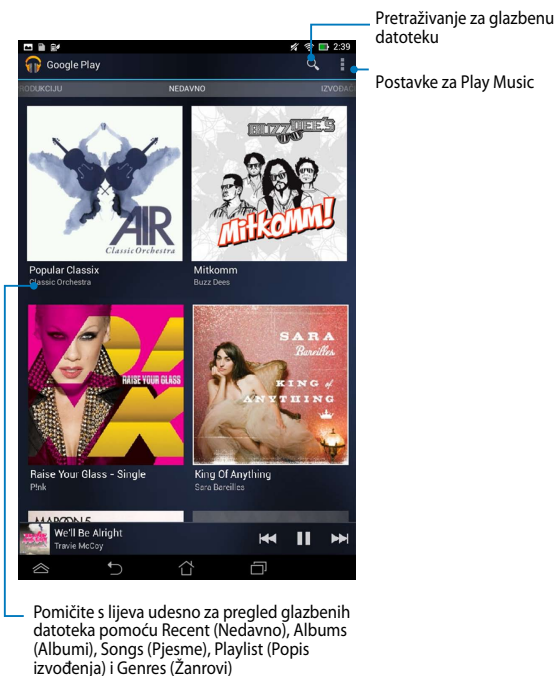 Pretraživanje za glazbenu
datoteku
Postavke za Play Music
2:39
Google Play
RODUKCIJU NEDAVNO IZVOĐAČ
AIR
ClassicOrchestra
BUZZ DEE'S
Mitkomm!
Popular Classix
Classic Orchestra
Mitkomm
Buzz Dees
RAISE YOUR GLASS
SARA
Bareilles
KING of
ANYTHING
Raise Your Glass - Single
P!nk
King Of Anything
Sara Bareilles
MAROON 5
We'll Be Alright
Travie McCoy
Pomičite s lijeva udesno za pregled glazbenih
datoteka pomoću Recent (Nedavno), Albums
(Albumi), Songs (Pjesme), Playlist (Popis
izvođenja) i Genres (Žanrovi)